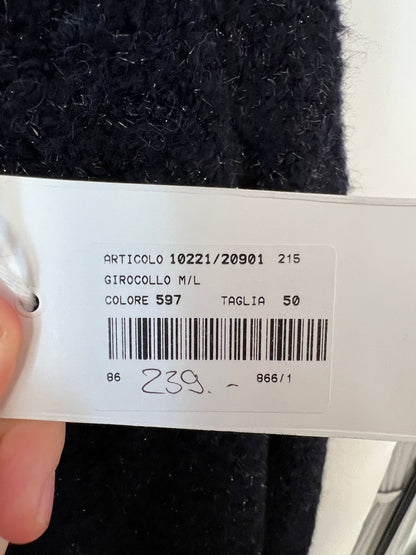 ARTICOLO 10221/20901 215
GIROCOLLO M/L
COLORE 597 TAGLIA 50
86 239.- 866/1